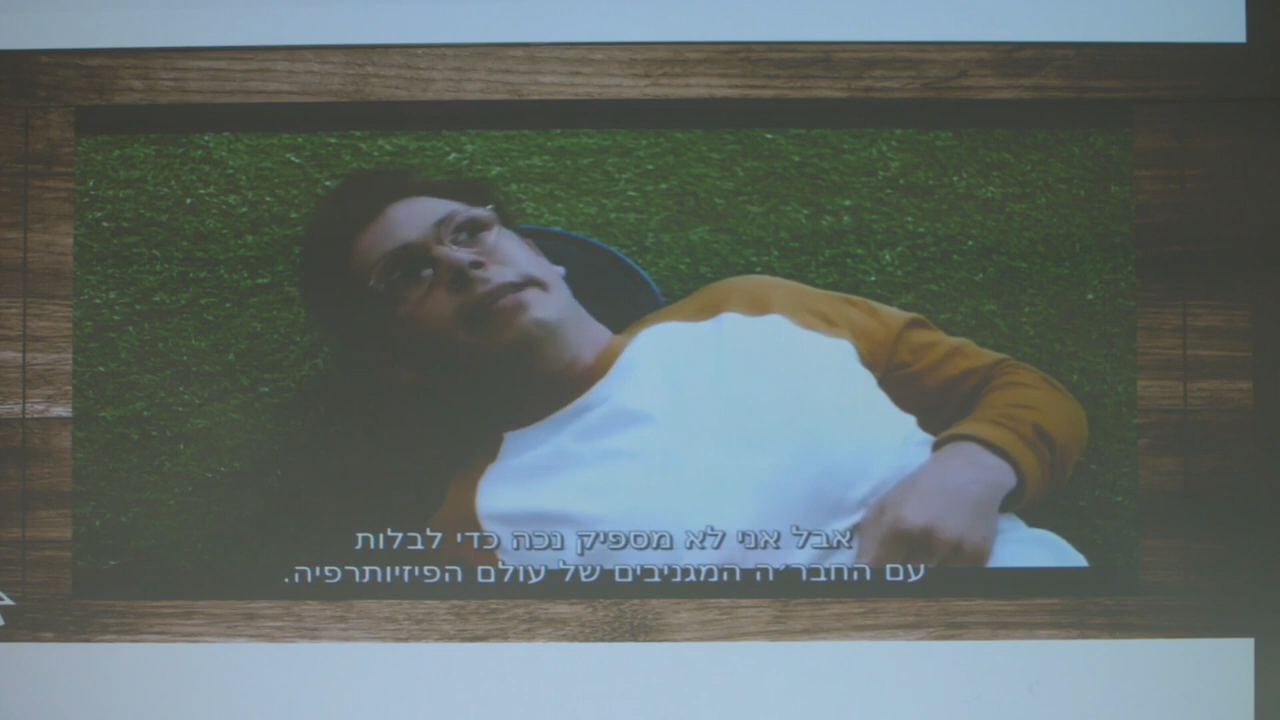 אבל אני לא מספיק נכה כדי לבלות
עם החבר׳ה המגניבים של עולם הפיזיותרפיה.